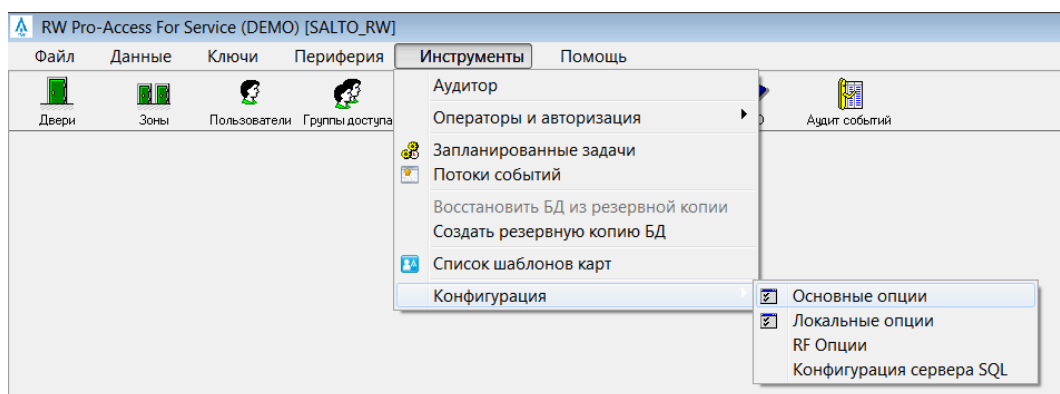 RW Pro-Access For Service (DEMO) [SALTO_RW]
Файл Данные Ключи Периферия Инструменты Помощь
Двери Зоны Пользователи Группы доступа Аудит событий
Аудитор
Операторы и авторизация
Запланированные задачи
Потоки событий
Восстановить БД из резервной копии
Создать резервную копию БД
Список шаблонов карт
Конфигурация
Основные опции
Локальные опции
RF Опции
Конфигурация сервера SQL